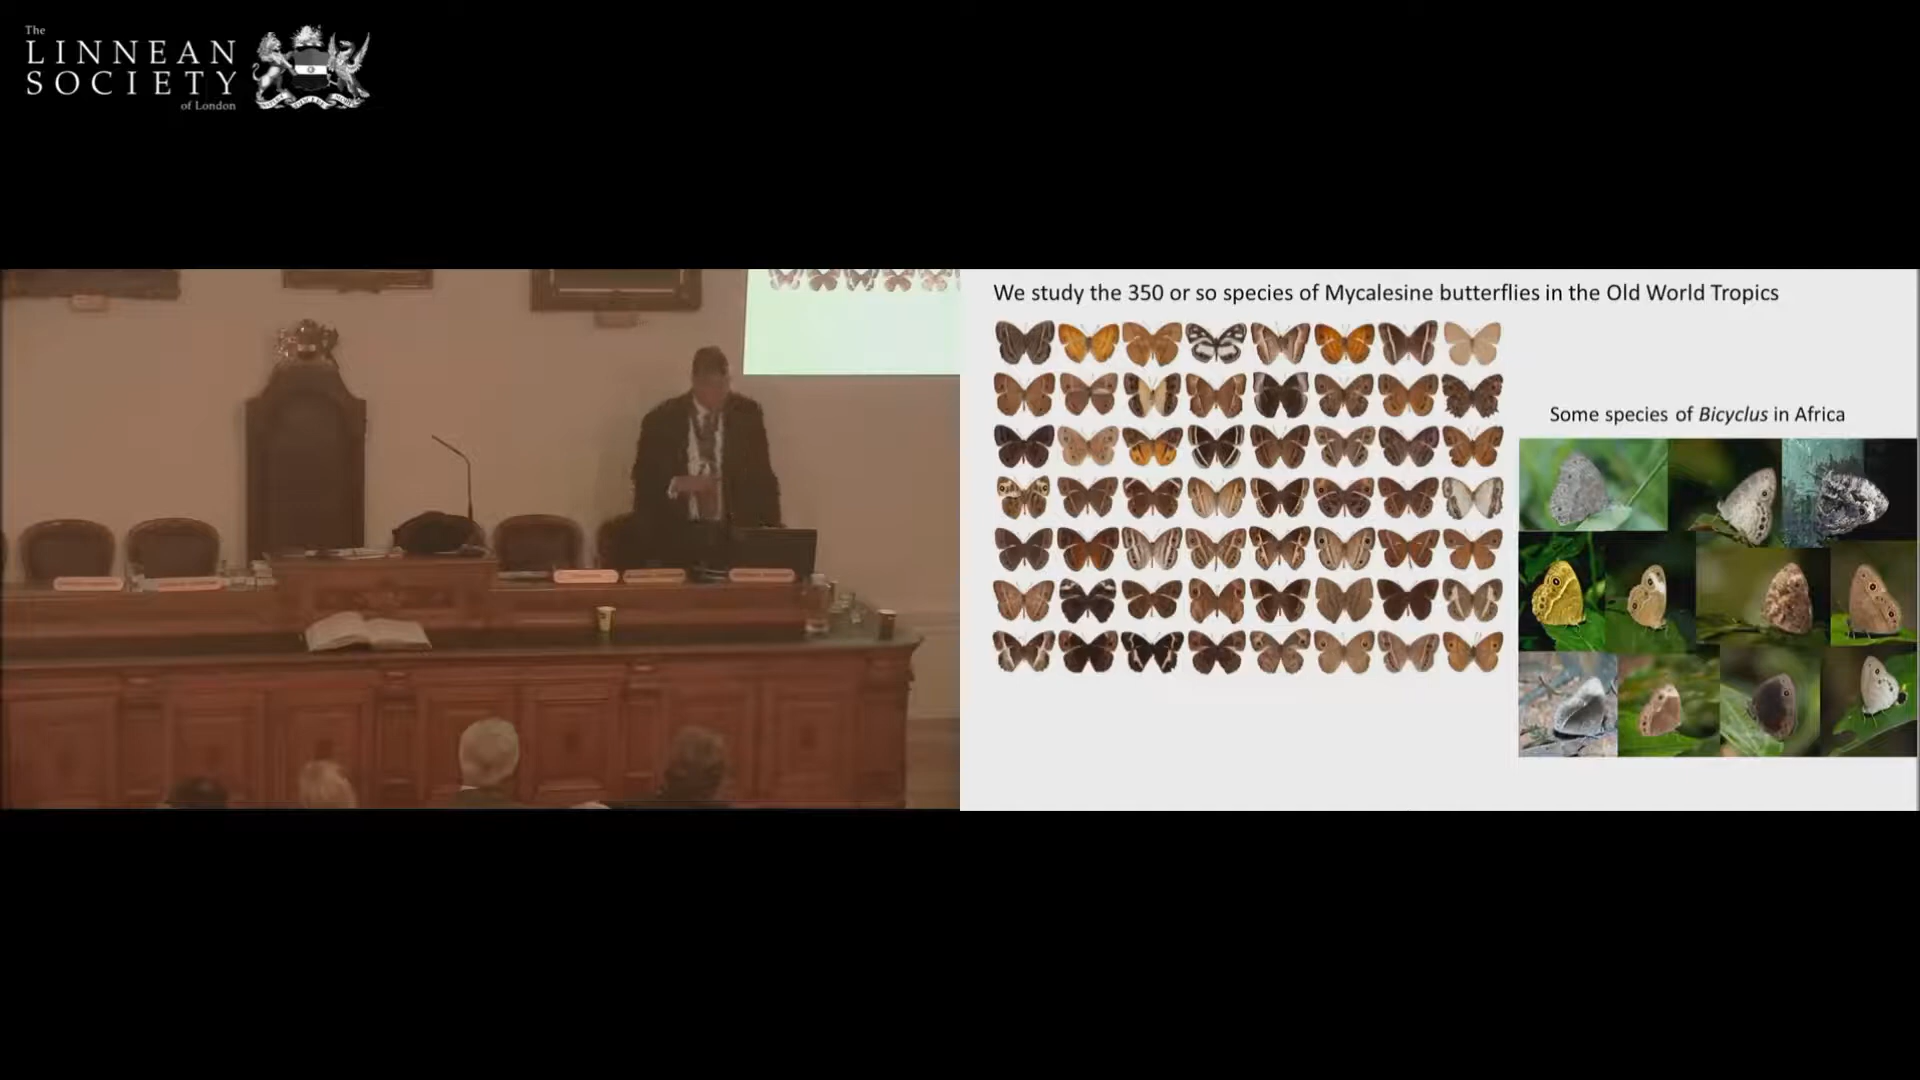 The
LINNEAN
SOCIETY
of London
We study the 350 or so species of Mycalesine butterflies in the Old World Tropics
Some species of Bicyclus in Africa